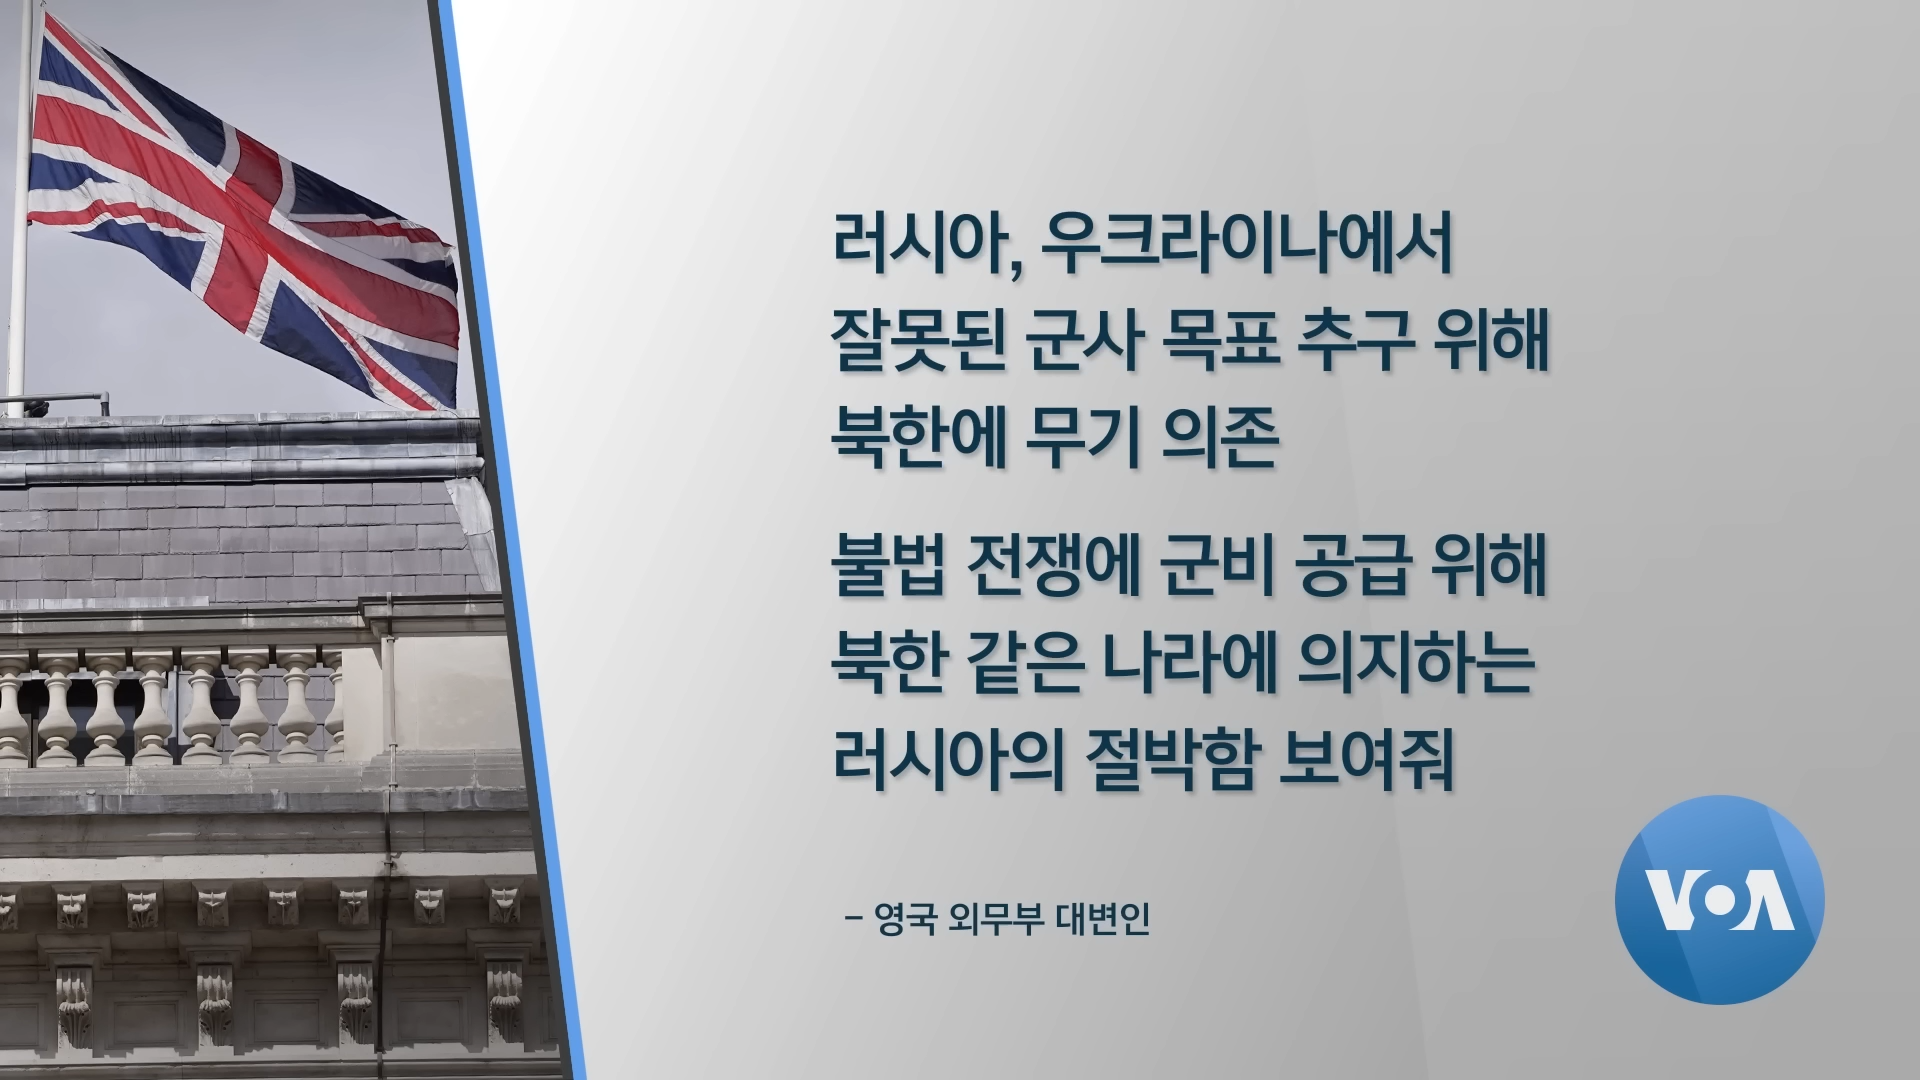 러시아, 우크라이나에서
잘못된 군사 목표 추구 위해
북한에 무기 의존
불법 전쟁에 군비 공급 위해
북한 같은 나라에 의지하는
러시아의 절박함 보여줘
– 영국 외무부 대변인
VOA